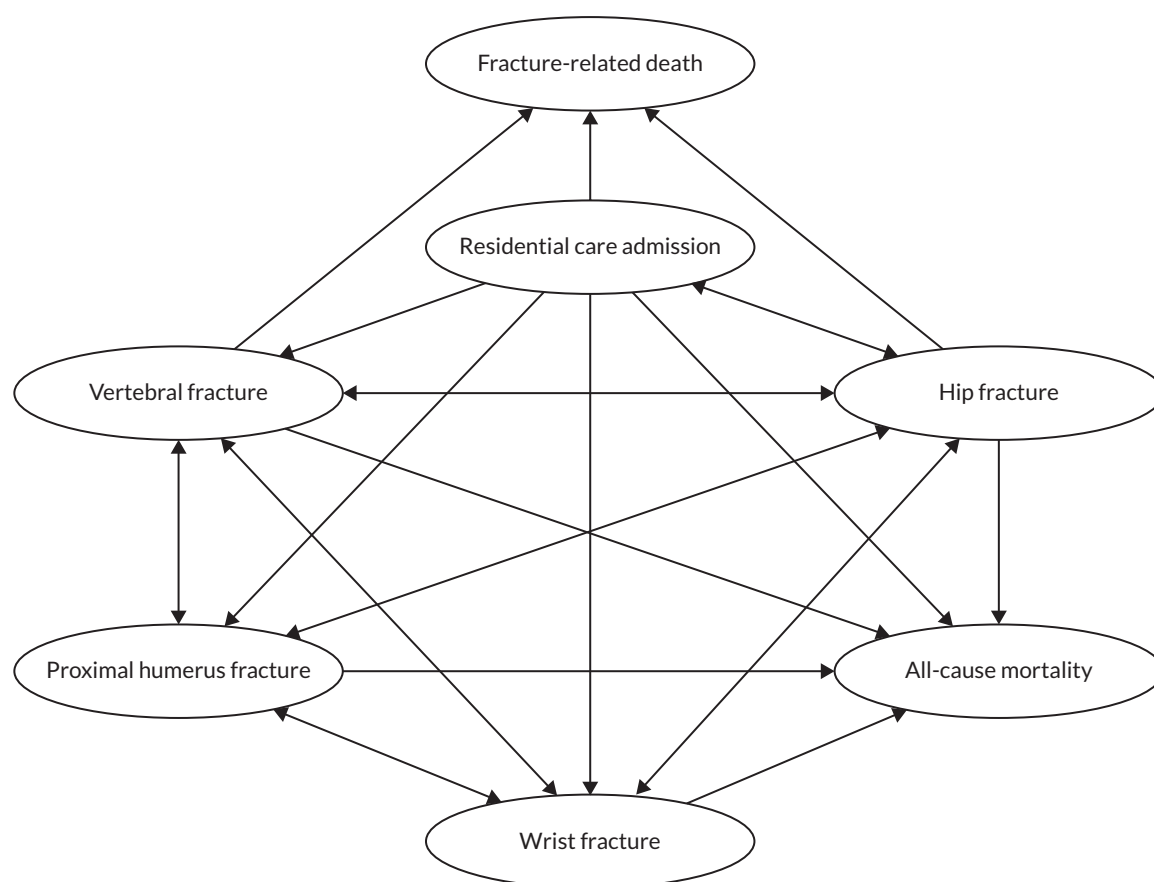 Fracture-related death
Residential care admission
Vertebral fracture
Hip fracture
Proximal humerus fracture
All-cause mortality
Wrist fracture